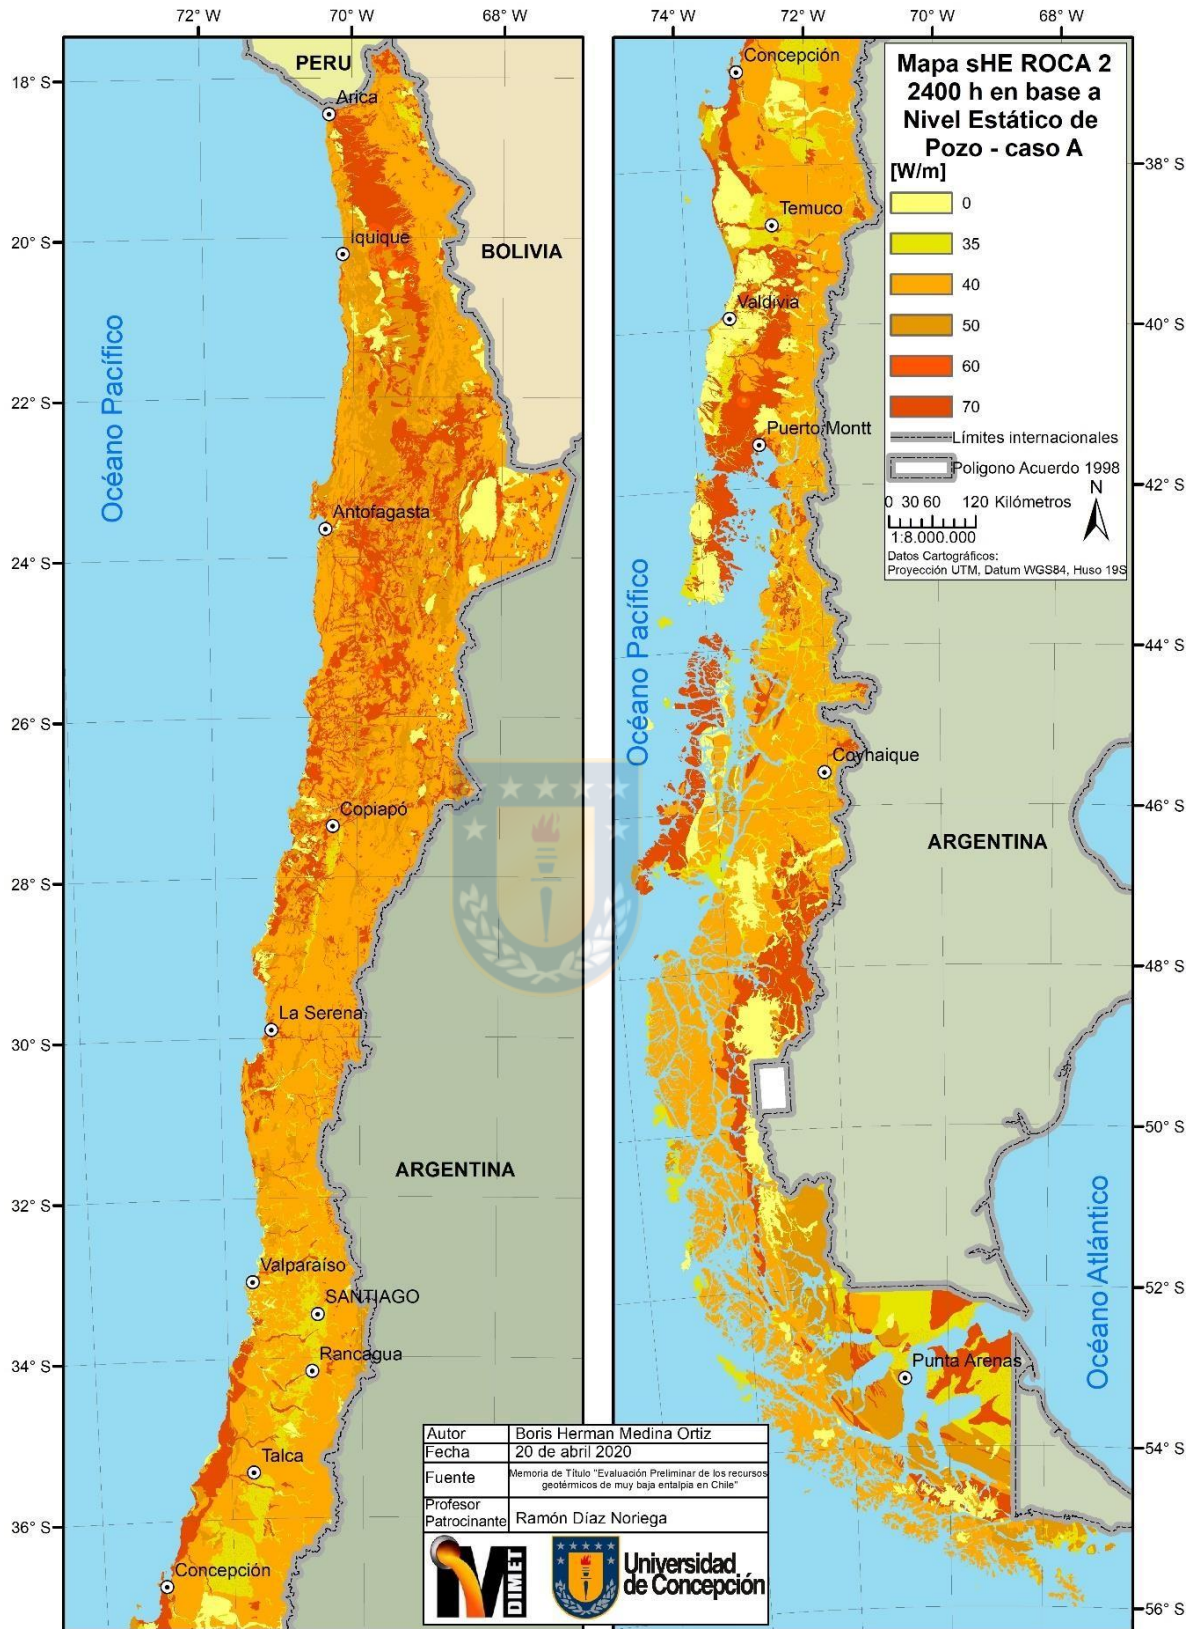 72° W 70° W 68° W
74° W 72° W 70° W 68° W
18° S
20° S
22° S
24° S
26° S
28° S
30° S
32° S
34° S
36° S
PERU
Arica
Iquique
BOLIVIA
Océano Pacífico
Antofagasta
Copiapó
La Serena
ARGENTINA
Valparaíso
SANTIAGO
Rancagua
Talca
Concepción
Concepción
Temuco
Valdivia
Puerto Montt
Océano Pacífico
Coyhaique
ARGENTINA
Océano Atlántico
Punta Arenas
38° S
40° S
42° S
44° S
46° S
48° S
50° S
52° S
54° S
56° S
Mapa sHE ROCA 2
2400 h en base a
Nivel Estático de
Pozo - caso A
[W/m]
0
35
40
50
60
70
Límites internacionales
Poligono Acuerdo 1998
0 30 60 120 Kilómetros
N
1:8.000.000
Datos Cartográficos:
Proyección UTM, Datum WGS84, Huso 19S
Autor Boris Herman Medina Ortiz
Fecha 20 de abril 2020
Fuente Memoria de Título "Evaluación Preliminar de los recursos
geotérmicos de muy baja entalpia en Chile"
Profesor
Patrocinante Ramón Díaz Noriega
DIMET
Universidad
de Concepción